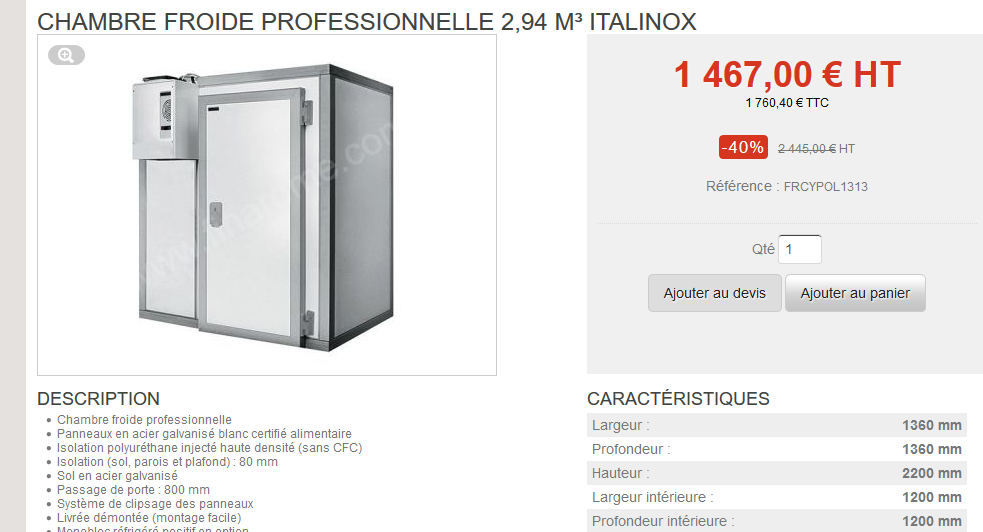 CHAMBRE FROIDE PROFESSIONNELLE 2,94 M³ ITALINOX
1 467,00 € HT
1 760,40 € TTC
-40% 2 445,00 € HT
Référence : FRCYPOL1313
Qté 1
Ajouter au devis Ajouter au panier
DESCRIPTION
Chambre froide professionnelle
Panneaux en acier galvanisé blanc certifié alimentaire
Isolation polyuréthane injecté haute densité (sans CFC)
Isolation (sol, parois et plafond) : 80 mm
Sol en acier galvanisé
Passage de porte : 800 mm
Système de clipsage des panneaux
Livrée démontée (montage facile)
Monobloc réfrigéré positif en option
CARACTÉRISTIQUES
Largeur : 1360 mm
Profondeur : 1360 mm
Hauteur : 2200 mm
Largeur intérieure : 1200 mm
Profondeur intérieure : 1200 mm